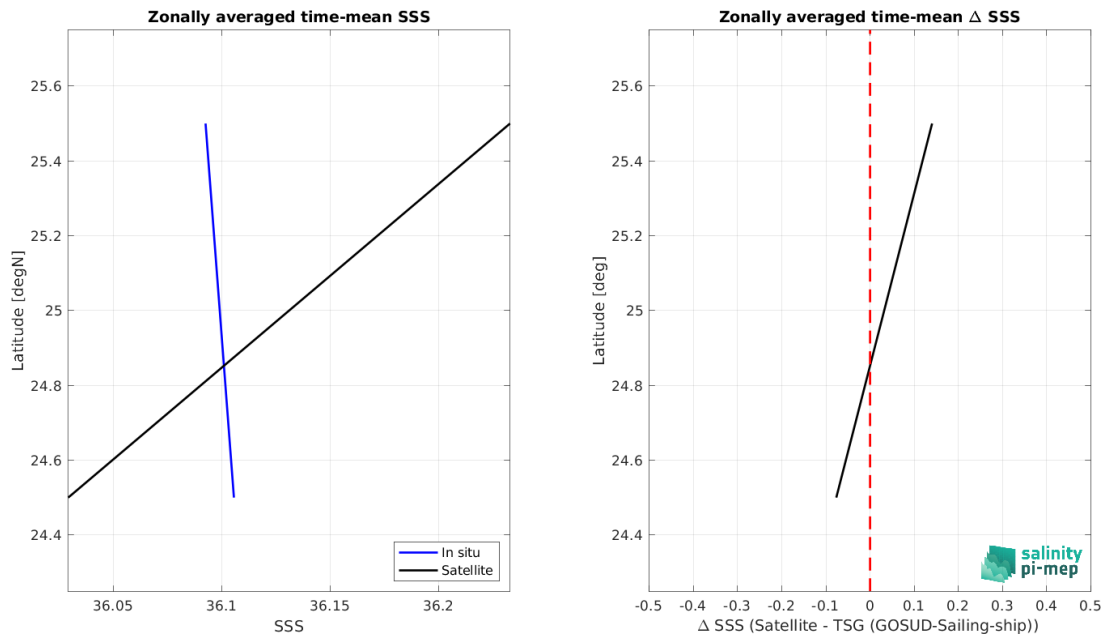 Zonally averaged time-mean SSS
25.6
25.4
25.2
25
24.8
24.6
24.4
Latitude [degN]
36.05
36.1
36.15
36.2
SSS
In situ
Satellite
Zonally averaged time-mean Δ SSS
25.6
25.4
25.2
25
24.8
24.6
24.4
Latitude [deg]
-0.5
-0.4
-0.3
-0.2
-0.1
0
0.1
0.2
0.3
0.4
0.5
Δ SSS (Satellite - TSG (GOSUD-Sailing-ship))
salinity
pi-mep